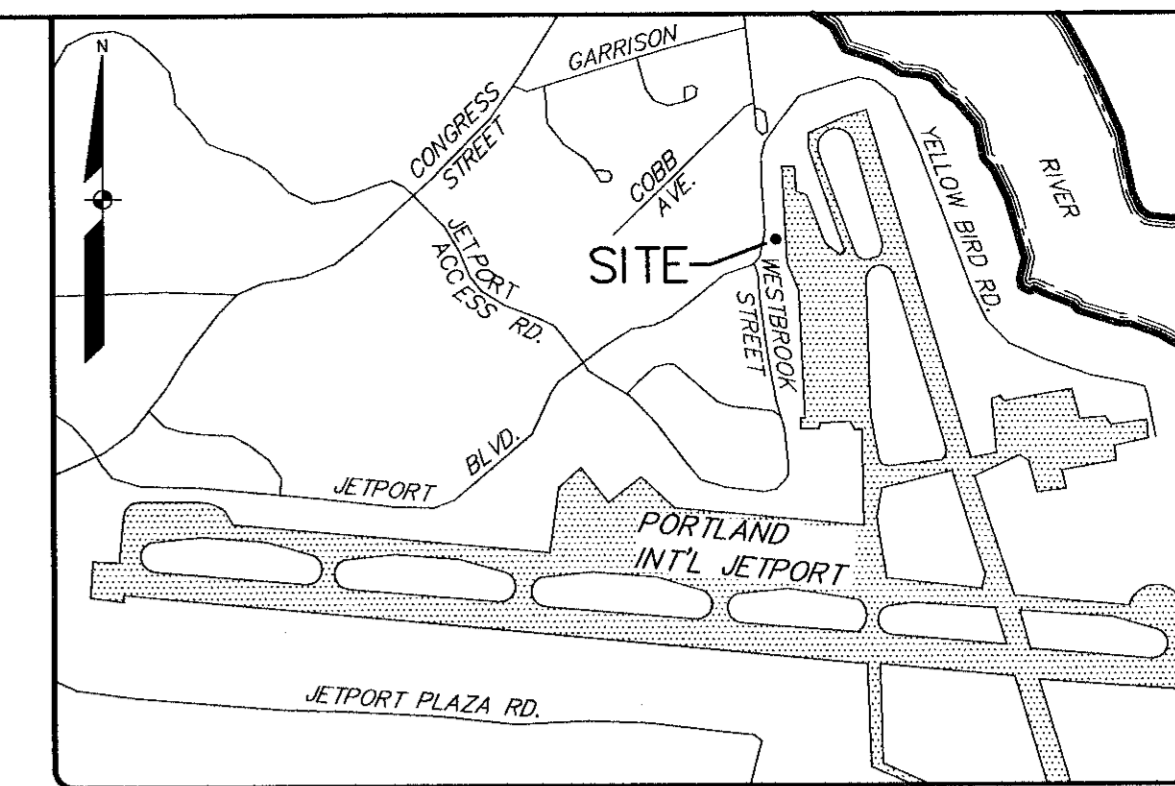 N
GARRISON
CONGRESS
STREET
COBB
AVE.
YELLOW BIRD RD.
RIVER
JETPORT
ACCESS RD.
SITE
WESTBROOK
STREET
JETPORT BLVD.
PORTLAND
INT'L JETPORT
JETPORT PLAZA RD.